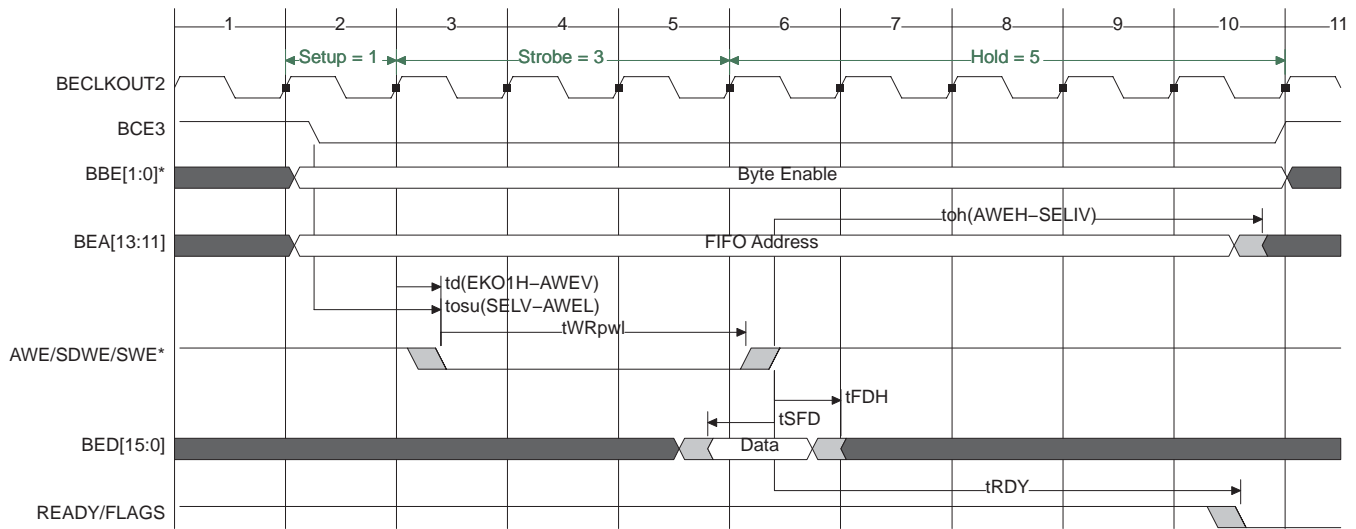 1 2 3 4 5 6 7 8 9 10 11
Setup = 1 Strobe = 3 Hold = 5
BECLKOUT2
BCE3
BBE[1:0]* Byte Enable
toh(AWEH−SELIV)
BEA[13:11] FIFO Address
td(EKO1H−AWEV)
tosu(SELV−AWEL)
tWRpwl
AWE/SDWE/SWE*
tFDH
tSFD
BED[15:0] Data
tRDY
READY/FLAGS